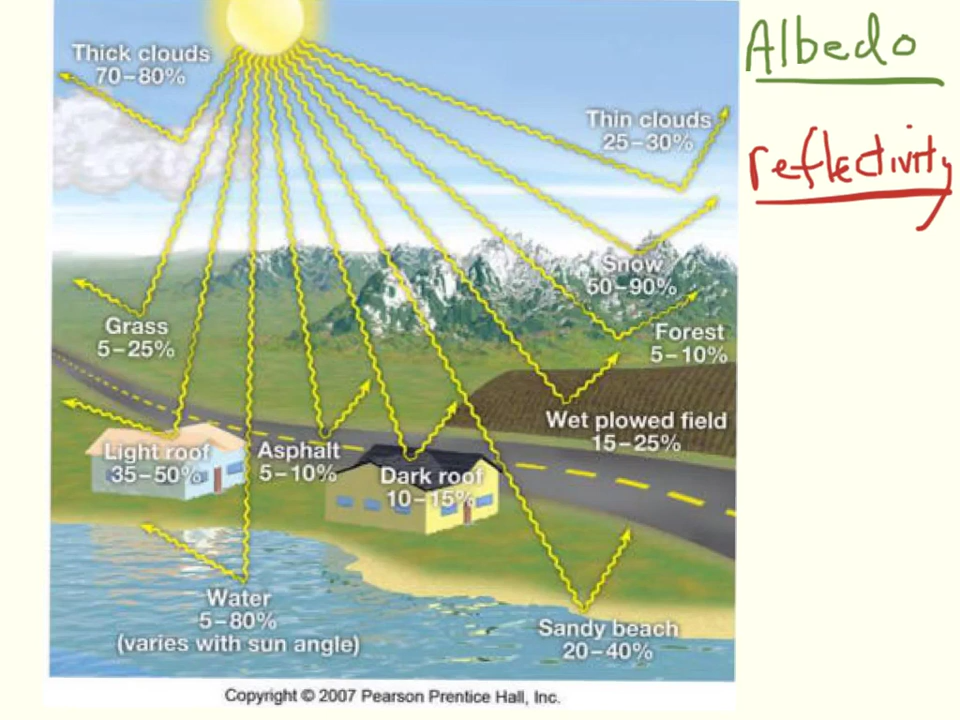 Albedo
reflectivity
Thick clouds
70–80%
Thin clouds
25–30%
Snow
50–90%
Grass
5–25%
Forest
5–10%
Wet plowed field
15–25%
Light roof
35–50%
Asphalt
5–10%
Dark roof
10–15%
Water
5–80%
(varies with sun angle)
Sandy beach
20–40%
Copyright © 2007 Pearson Prentice Hall, Inc.